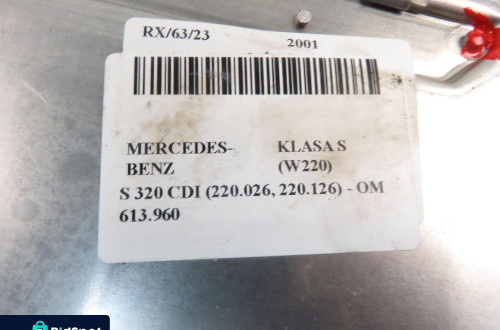 RX/63/23 2001
MERCEDES- KLASA S
BENZ (W220)
S 320 CDI (220.026, 220.126) - OM
613.960